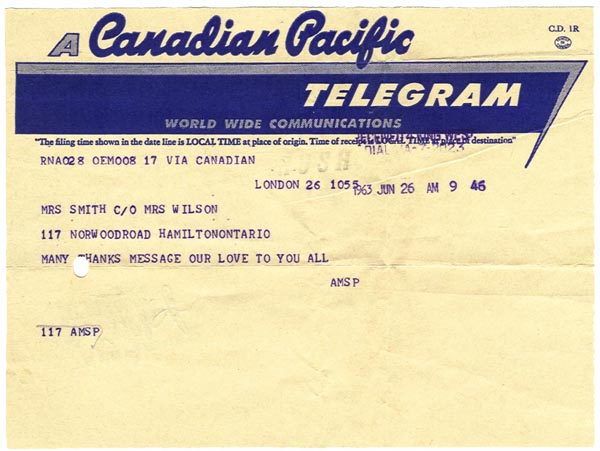 A Canadian Pacific
C.D. 1R
TELEGRAM
WORLD WIDE COMMUNICATIONS
"The filing time shown in the date line is LOCAL TIME at place of origin. Time of receipt is LOCAL TIME at place of destination"
RNA028 OEM008 17 VIA CANADIAN
LONDON 26 1055 1963 JUN 26 AM 9 46
MRS SMITH C/O MRS WILSON
117 NORWOODROAD HAMILTONONTARIO
MANY THANKS MESSAGE OUR LOVE TO YOU ALL
AMSP
117 AMSP